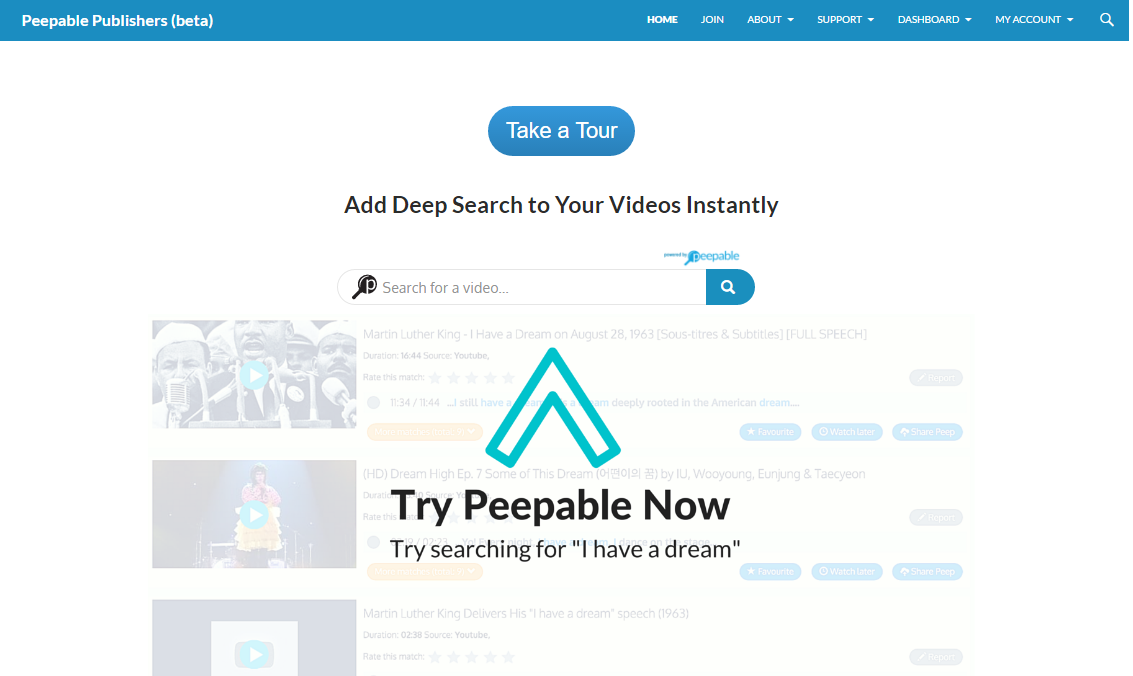 Peepable Publishers (beta)
HOME JOIN ABOUT SUPPORT DASHBOARD MY ACCOUNT
Take a Tour
Add Deep Search to Your Videos Instantly
powered by peepable
Search for a video...
Martin Luther King - I Have a Dream on August 28, 1963 [Sous-titres & Subtitles] [FULL SPEECH]
Duration: 16:44 Source: Youtube,
Rate this match:
Report
11:34 / 11:44 ...I still have a dream deeply rooted in the American dream....
Favourite Watch later Share Peep
(HD) Dream High Ep. 7 Some of This Dream (어떤이의 꿈) by IU, Wooyoung, Eunjung & Taecyeon
Try Peepable Now
Report
Try searching for "I have a dream"
Favourite Watch later Share Peep
Martin Luther King Delivers His "I have a dream" speech (1963)
Duration: 02:38 Source: Youtube,
Rate this match:
Report